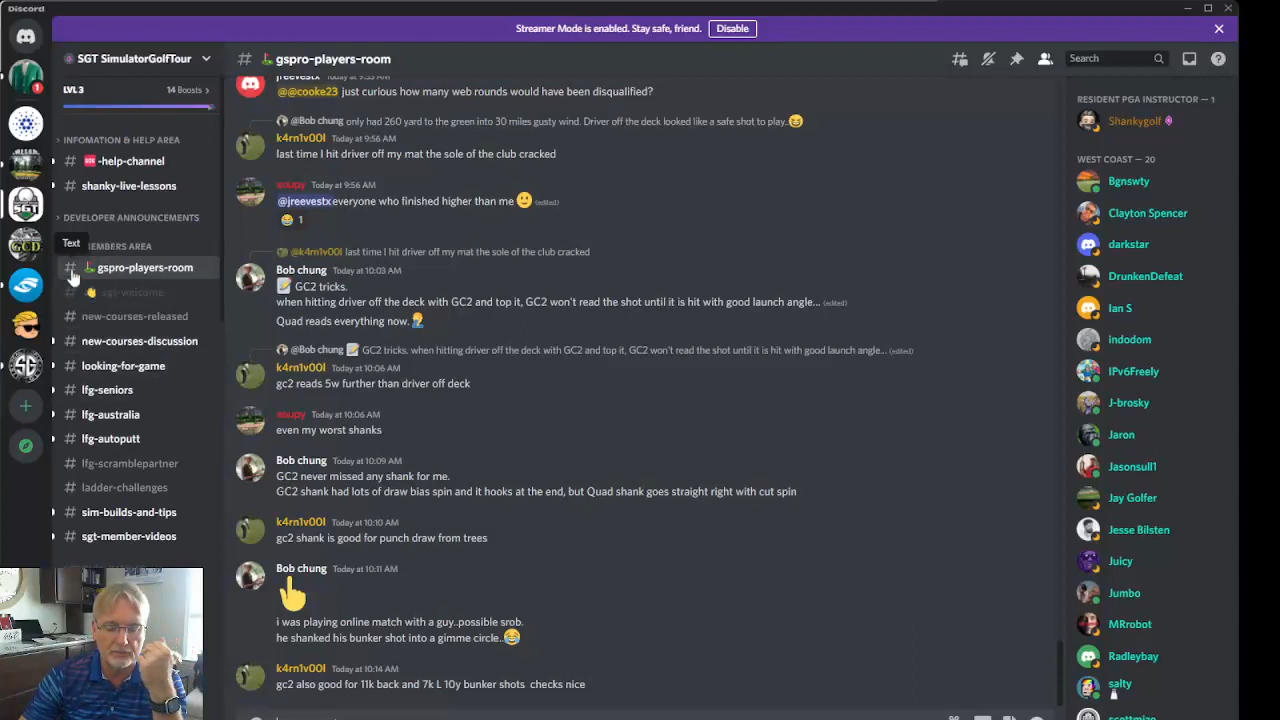 Discord
Streamer Mode is enabled. Stay safe, friend.
Disable
SGT SimulatorGolfTour
LVL 3
14 Boosts
INFOMATION & HELP AREA
-help-channel
shanky-live-lessons
DEVELOPER ANNOUNCEMENTS
Text
EMBERS AREA
gspro-players-room
sgt-welcome
new-courses-released
new-courses-discussion
looking-for-game
lfg-seniors
lfg-australia
lfg-autoputt
lfg-scramblepartner
ladder-challenges
sim-builds-and-tips
sgt-member-videos
SGT
GCD
1
gspro-players-room
Search
jreevestx Today at 9:55 AM
@@cooke23 just curious how many web rounds would have been disqualified?
@Bob chung only had 260 yard to the green into 30 miles gusty wind. Driver off the deck looked like a safe shot to play..
k4rn1v00l Today at 9:56 AM
last time I hit driver off my mat the sole of the club cracked
Today at 9:56 AM
@jreevestx everyone who finished higher than me (edited)
1
@k4rn1v00l last time I hit driver off my mat the sole of the club cracked
Bob chung Today at 10:03 AM
GC2 tricks.
when hitting driver off the deck with GC2 and top it, GC2 won't read the shot until it is hit with good launch angle... (edited)
Quad reads everything now.
@Bob chung GC2 tricks. when hitting driver off the deck with GC2 and top it, GC2 won't read the shot until it is hit with good launch angle... (edited)
k4rn1v00l Today at 10:06 AM
gc2 reads 5w further than driver off deck
Today at 10:06 AM
even my worst shanks
Bob chung Today at 10:09 AM
GC2 never missed any shank for me.
GC2 shank had lots of draw bias spin and it hooks at the end, but Quad shank goes straight right with cut spin
k4rn1v00l Today at 10:10 AM
gc2 shank is good for punch draw from trees
Bob chung Today at 10:11 AM
i was playing online match with a guy..possible srob.
he shanked his bunker shot into a gimme circle..
k4rn1v00l Today at 10:14 AM
gc2 also good for 11k back and 7k L 10y bunker shots checks nice
RESIDENT PGA INSTRUCTOR — 1
Shankygolf
WEST COAST — 20
Bgnswty
Clayton Spencer
darkstar
DrunkenDefeat
Ian S
indodom
IPv6Freely
J-brosky
Jaron
Jasonsull1
Jay Golfer
Jesse Bilsten
Juicy
Jumbo
MRrobot
Radleybay
salty
scottmize